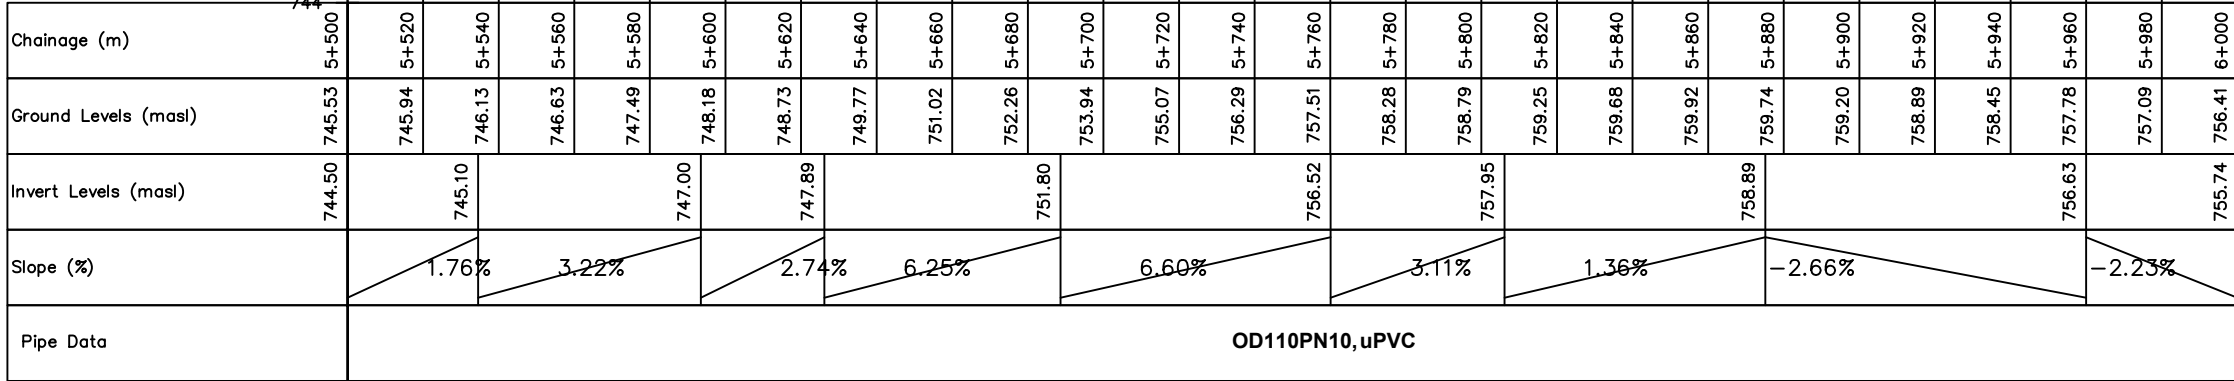 744
Chainage (m) 5+500 5+520 5+540 5+560 5+580 5+600 5+620 5+640 5+660 5+680 5+700 5+720 5+740 5+760 5+780 5+800 5+820 5+840 5+860 5+880 5+900 5+920 5+940 5+960 5+980 6+000
Ground Levels (masl) 745.53 745.94 746.13 746.63 747.49 748.18 748.73 749.77 751.02 752.26 753.94 755.07 756.29 757.51 758.28 758.79 759.25 759.68 759.92 759.74 759.20 758.89 758.45 757.78 757.09 756.41
Invert Levels (masl) 744.50 745.10 747.00 747.89 751.80 756.52 757.95 758.89 756.63 755.74
Slope (%) 1.76% 3.22% 2.74% 6.25% 6.60% 3.11% 1.36% −2.66% −2.23%
Pipe Data OD110PN10, uPVC